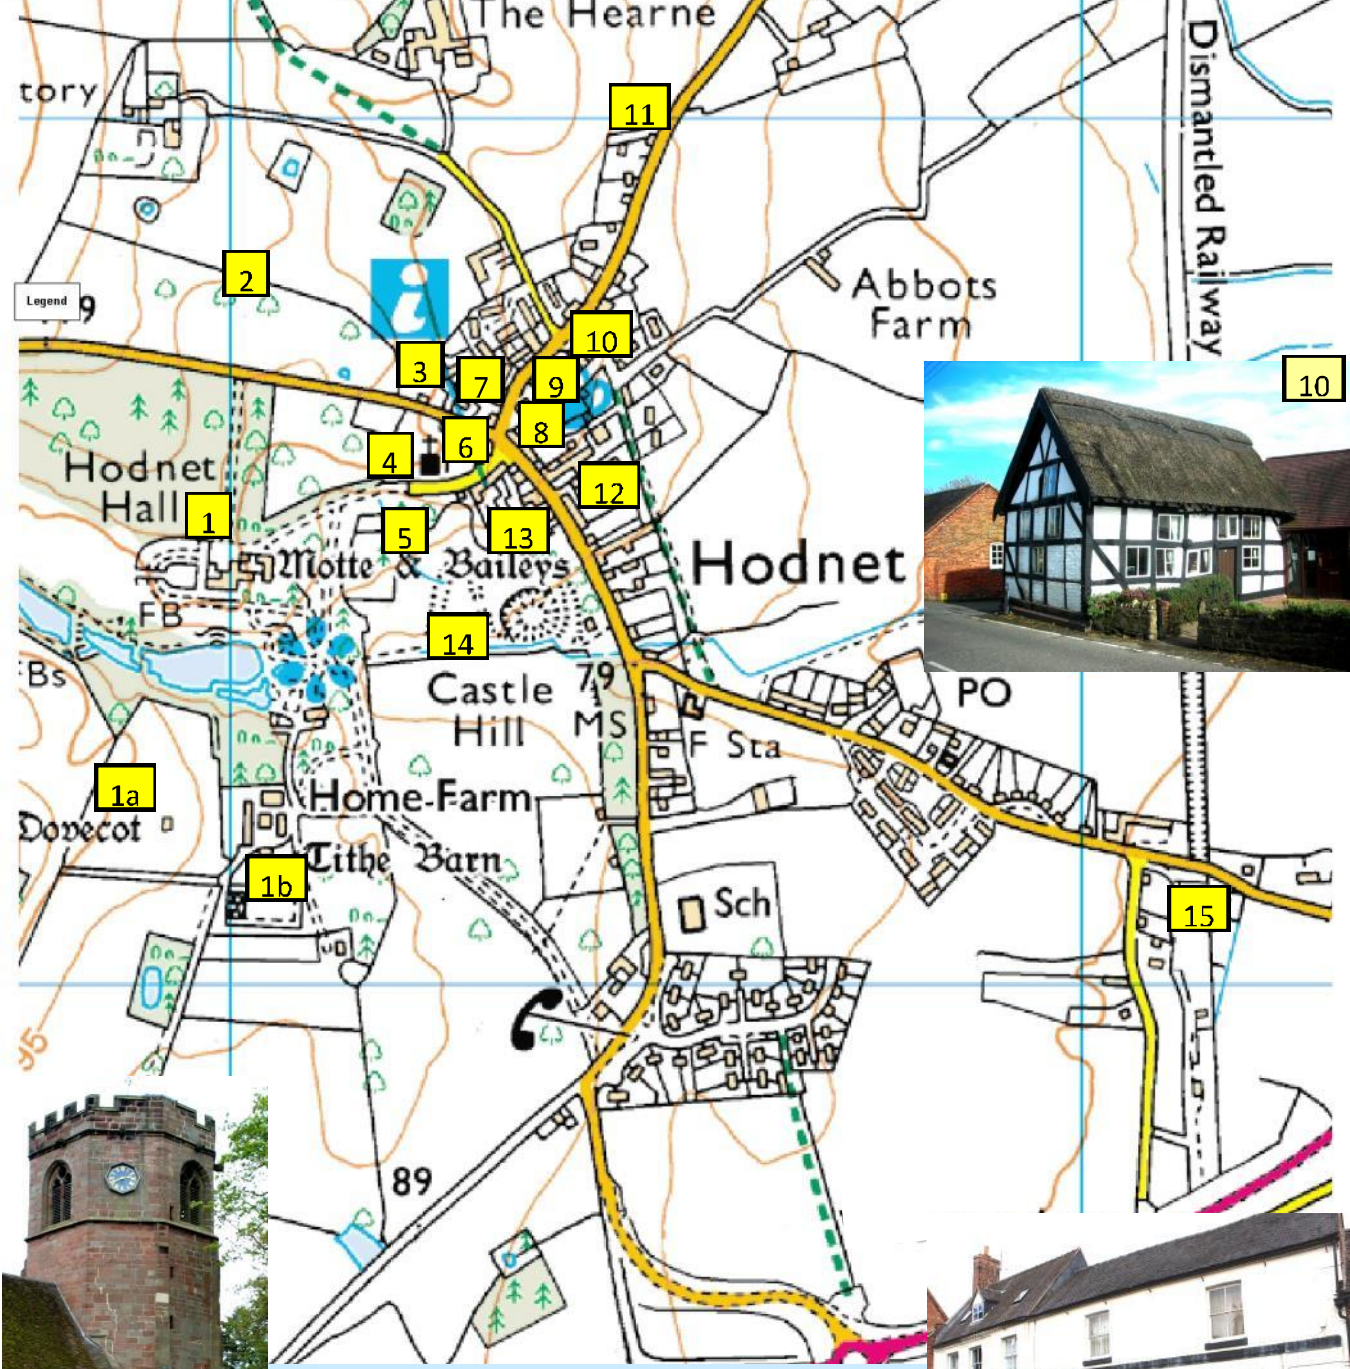 The Hearne
tory
11
Dismantled Railway
2
Abbots
Farm
Legend
9
i
10
3
7
9
10
8
6
4
Hodnet
Hall
12
1
5
13
Motte & Baileys
Hodnet
FB
14
Bs
Castle
Hill
79
MS
PO
F Sta
1a
Home Farm
Dovecot
Tithe Barn
1b
Sch
15
95
89